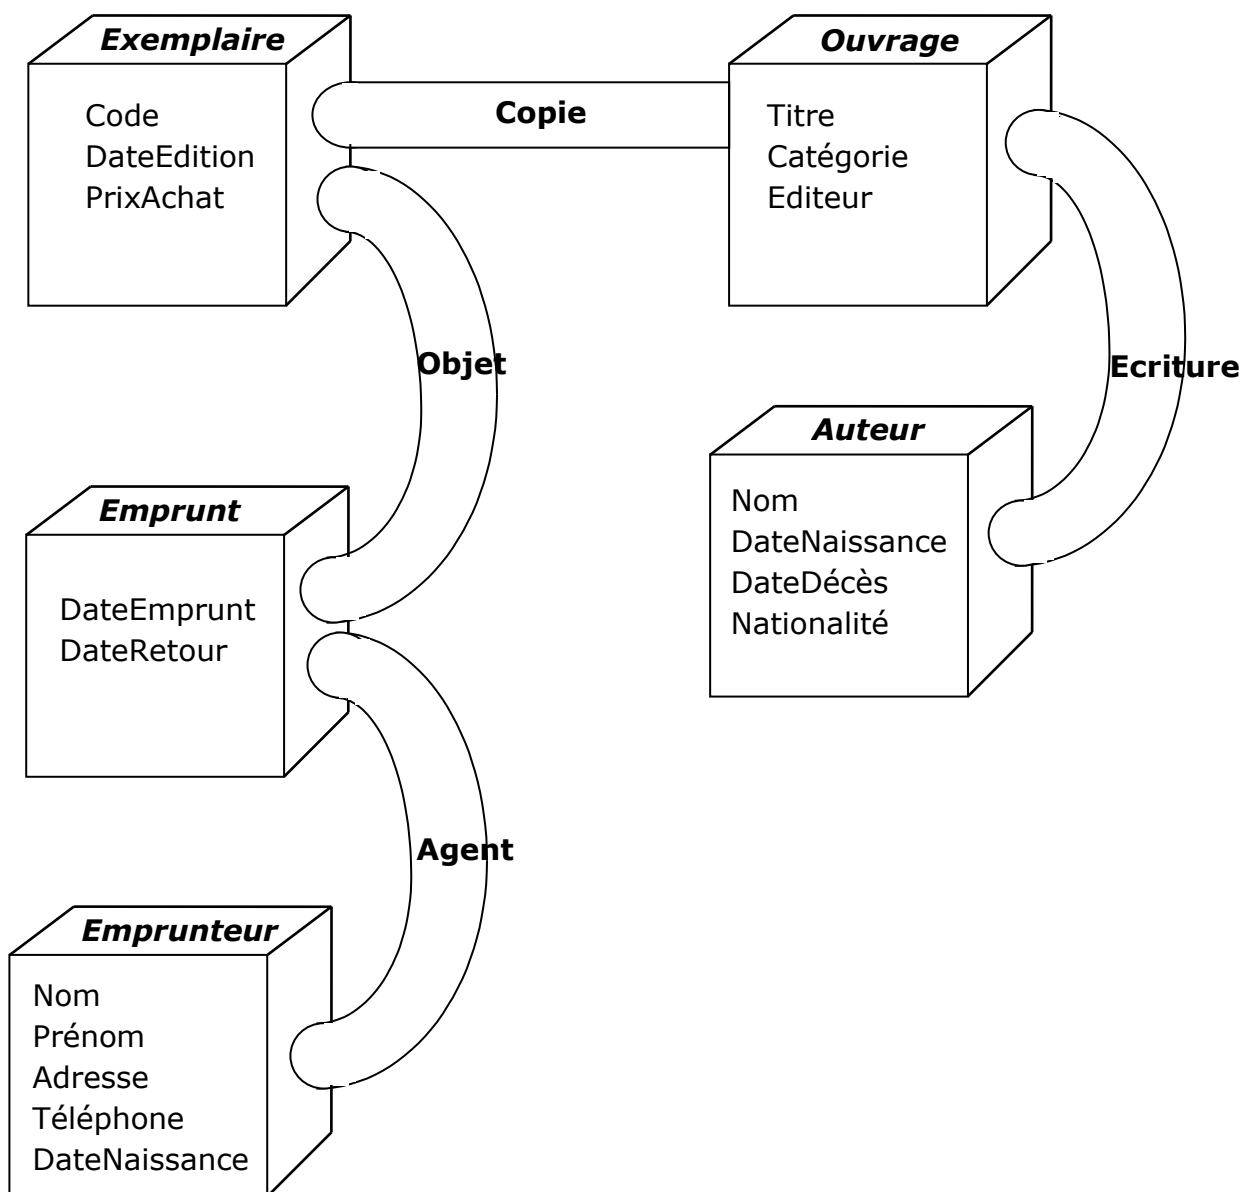 Exemplaire
Code
DateEdition
PrixAchat
Copie
Ouvrage
Titre
Catégorie
Editeur
Objet
Ecriture
Auteur
Nom
DateNaissance
DateDécès
Nationalité
Emprunt
DateEmprunt
DateRetour
Agent
Emprunteur
Nom
Prénom
Adresse
Téléphone
DateNaissance